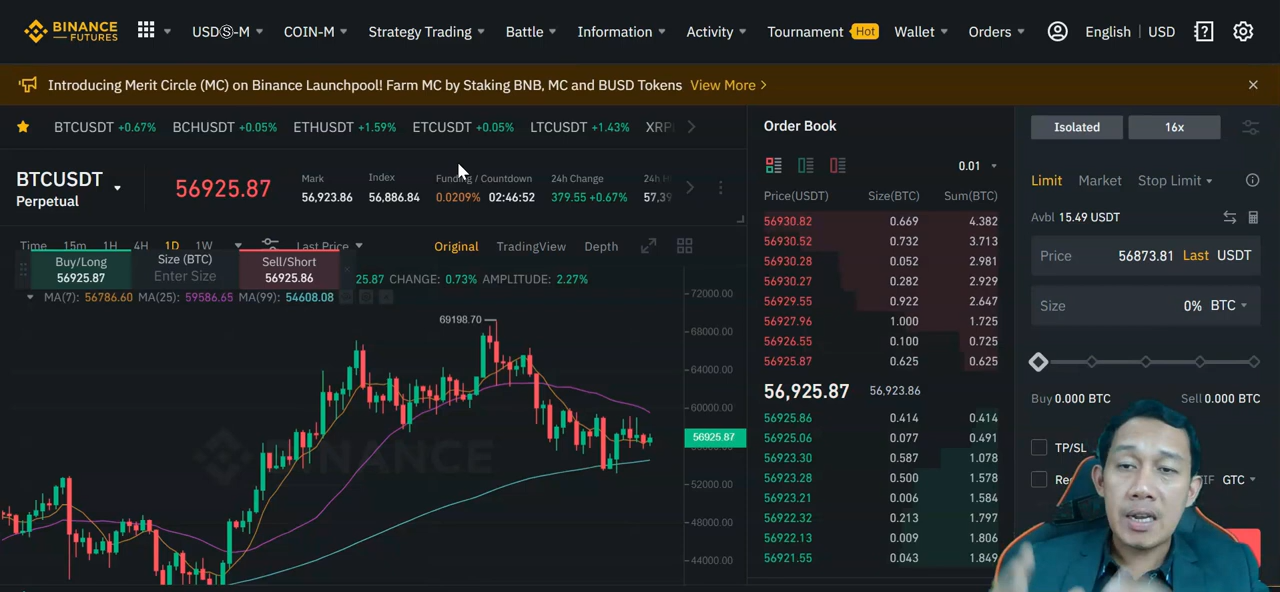 BINANCE
FUTURES
USDⓈ-M COIN-M Strategy Trading Battle Information Activity Tournament Hot Wallet Orders English USD
Introducing Merit Circle (MC) on Binance Launchpool! Farm MC by Staking BNB, MC and BUSD Tokens View More
BTCUSDT +0.67% BCHUSDT +0.05% ETHUSDT +1.59% ETCUSDT +0.05% LTCUSDT +1.43%
BTCUSDT
Perpetual
56925.87
Mark
56,923.86
Index
56,886.84
Funding / Countdown
0.0209% 02:46:52
24h Change
379.55 +0.67%
24h
57,39
Time 15m 1H 4H 1D 1W Last Price Original TradingView Depth
Buy/Long
56925.87
Size (BTC)
Enter Size
Sell/Short
56925.86
25.87 CHANGE: 0.73% AMPLITUDE: 2.27%
MA(7): 56786.60 MA(25): 59586.65 MA(99): 54608.08
69198.70
72000.00
68000.00
64000.00
60000.00
56925.87
52000.00
48000.00
44000.00
BINANCE
Order Book
0.01
Price(USDT) Size(BTC) Sum(BTC)
56930.82 0.669 4.382
56930.52 0.732 3.713
56930.28 0.052 2.981
56930.27 0.282 2.929
56929.55 0.922 2.647
56927.96 1.000 1.725
56926.55 0.100 0.725
56925.87 0.625 0.625
56,925.87 56,923.86
56925.86 0.414 0.414
56925.06 0.077 0.491
56923.30 0.587 1.078
56923.28 0.500 1.578
56923.21 0.006 1.584
56922.32 0.213 1.797
56922.13 0.009 1.806
56921.55 0.043 1.849
Isolated 16x
Limit Market Stop Limit
Avbl 15.49 USDT
Price 56873.81 Last USDT
Size 0% BTC
Buy 0.000 BTC Sell 0.000 BTC
TP/SL
GTC